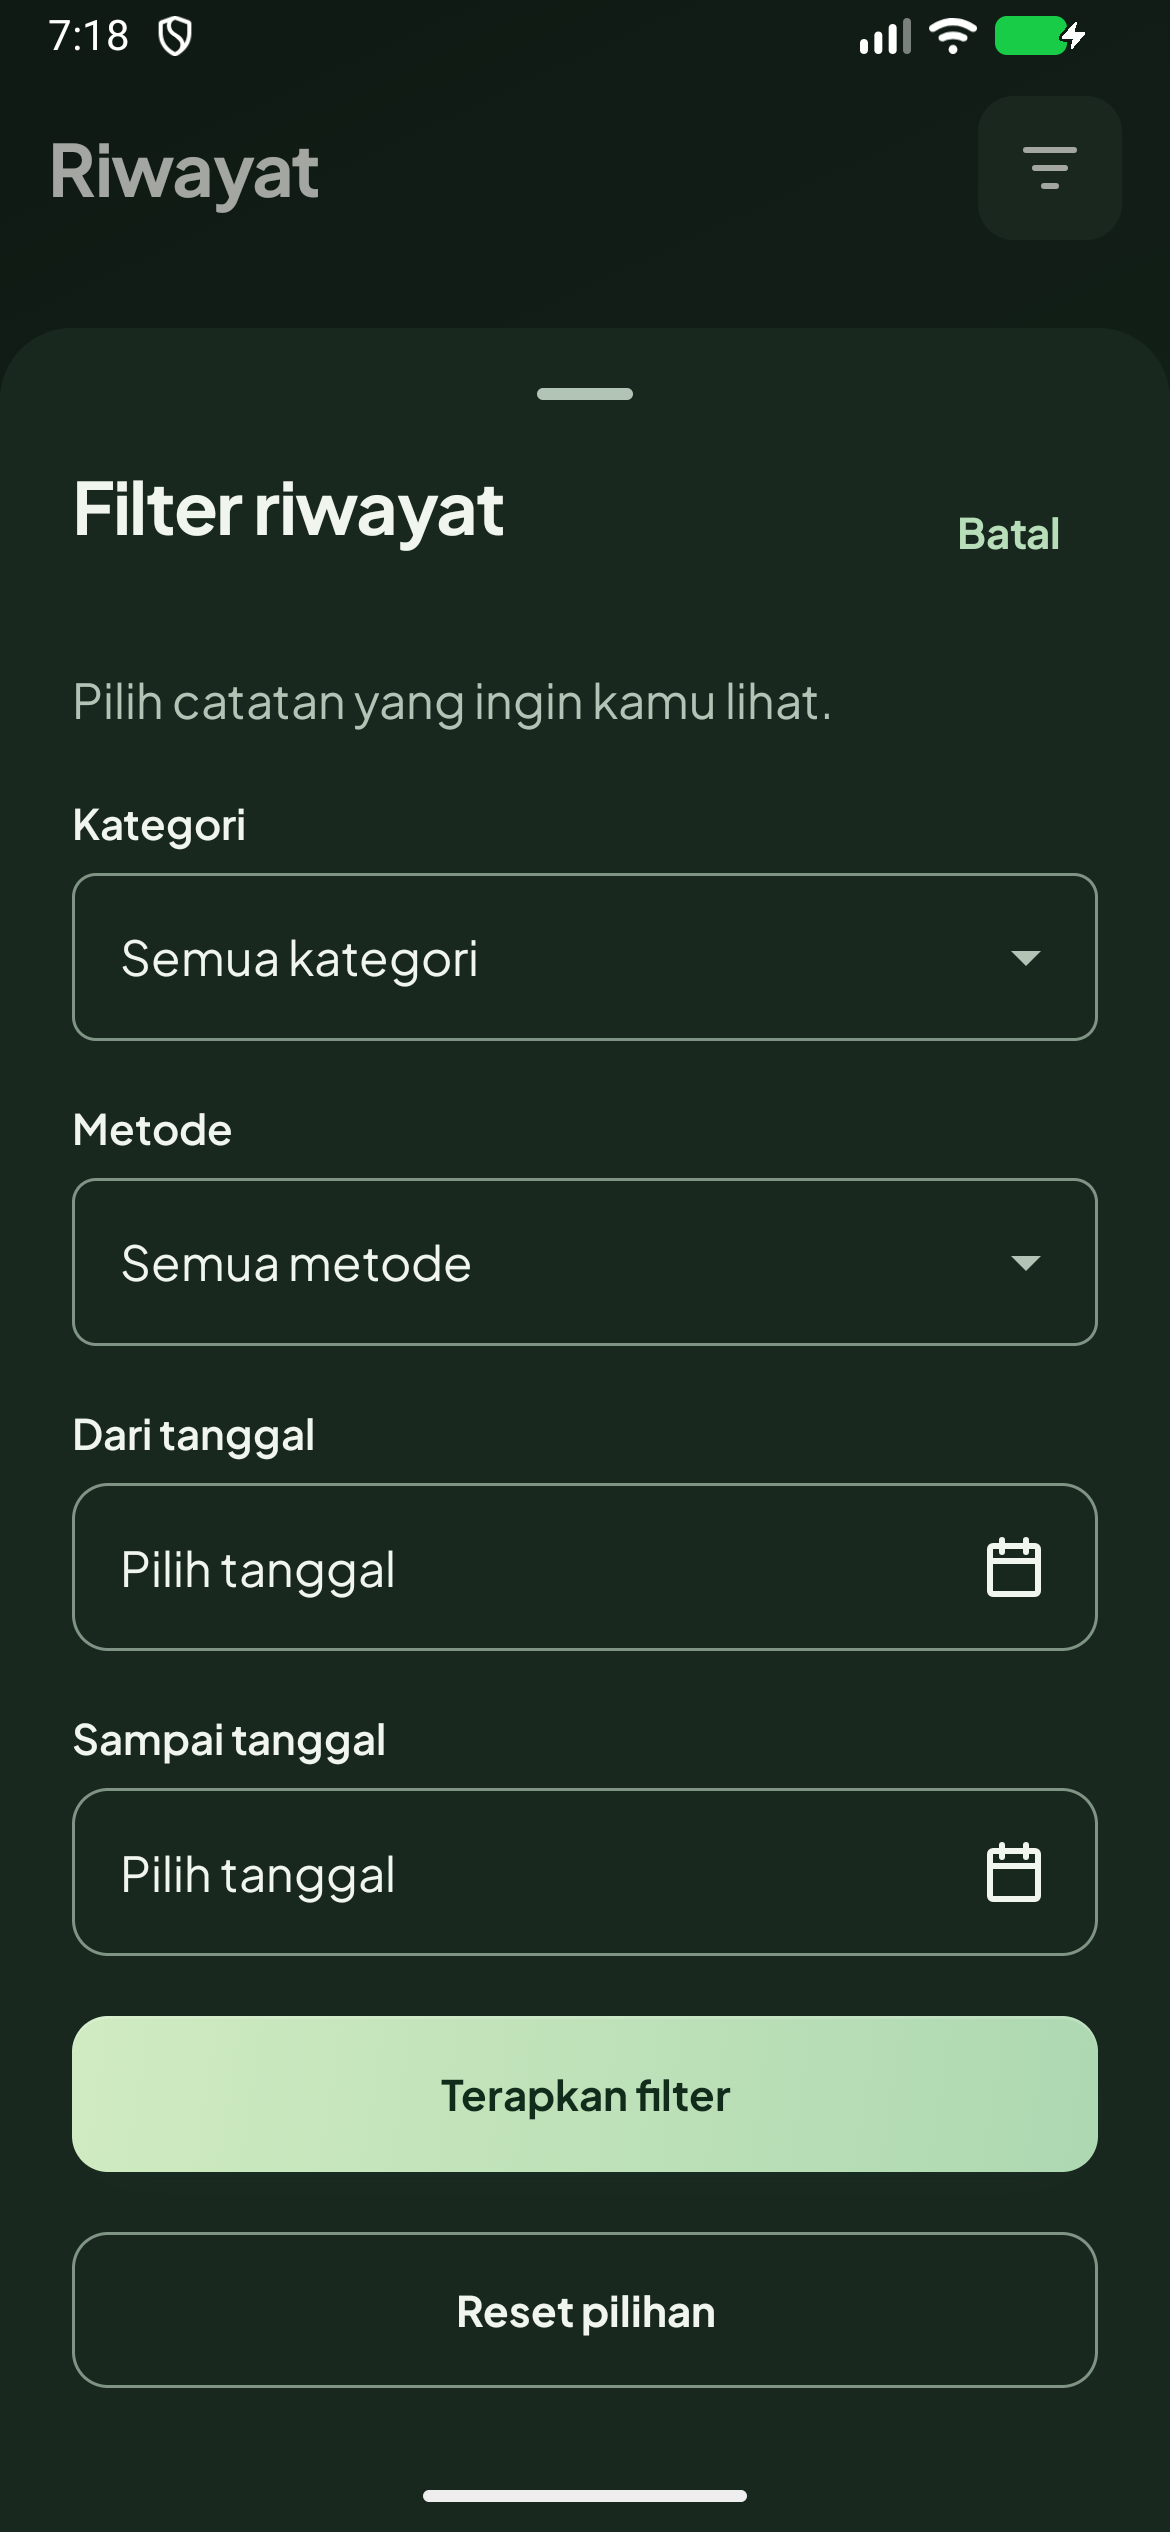 7:18
Riwayat
Filter riwayat
Batal
Pilih catatan yang ingin kamu lihat.
Kategori
Semua kategori
Metode
Semua metode
Dari tanggal
Pilih tanggal
Sampai tanggal
Pilih tanggal
Terapkan filter
Reset pilihan